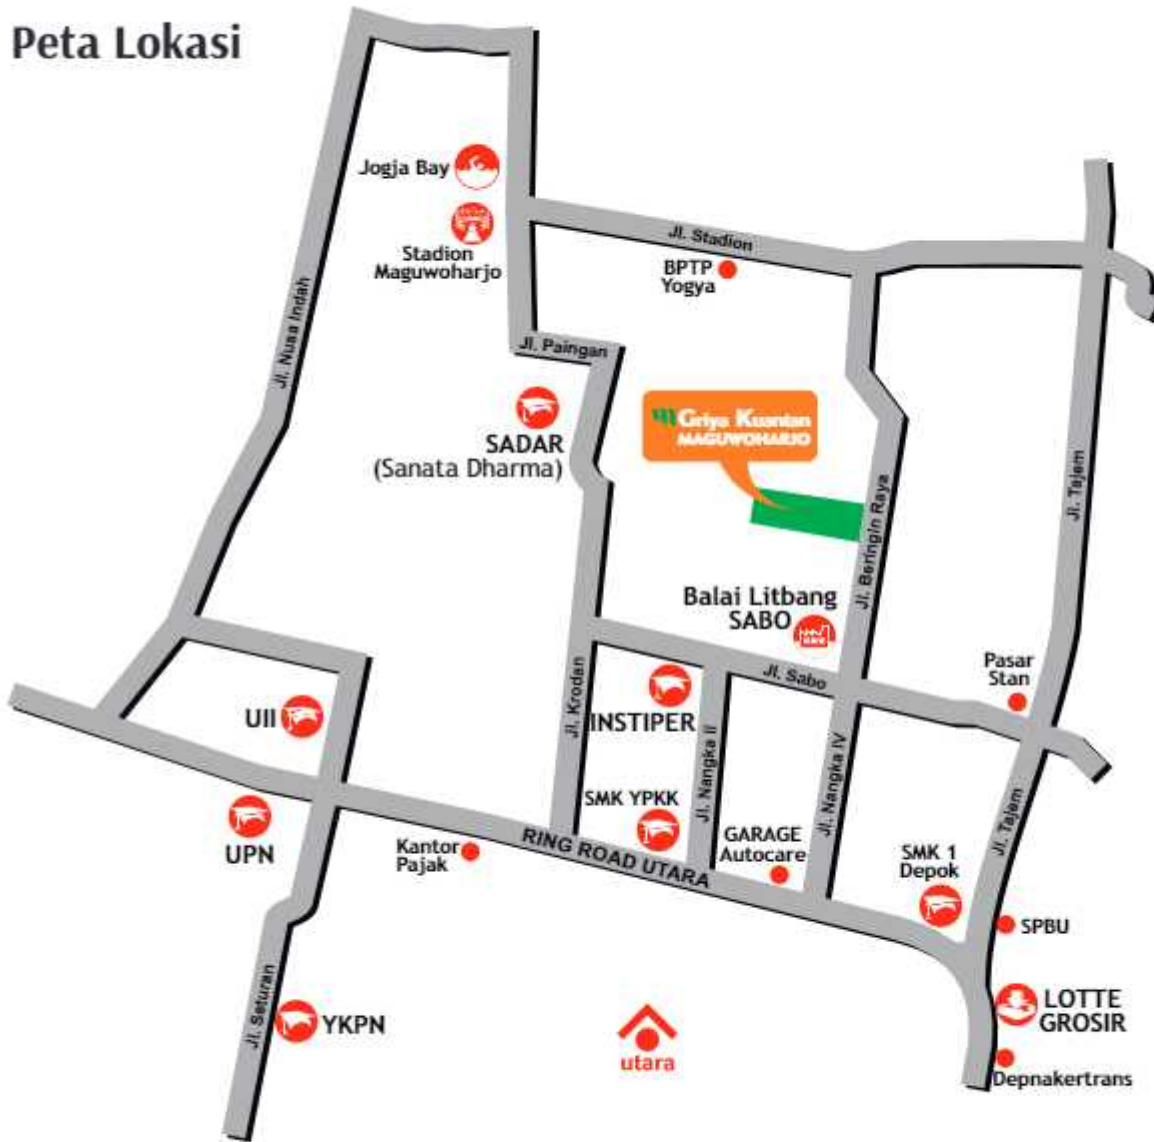 Peta Lokasi
Jogja Bay
Stadion
Maguwoharjo
Jl. Stadion
BPTP
Yogya
Jl. Nusa Indah
Jl. Paingan
SADAR
(Sanata Dharma)
Griya Kuantan
MAGUWOHARJO
Jl. Beringin Raya
Jl. Tajem
Balai Litbang
SABO
Jl. Sabo
Pasar
Stan
UII
Jl. Krodan
INSTIPER
Jl. Nangka II
Jl. Nangka IV
SMK YPKK
UPN
Kantor
Pajak
RING ROAD UTARA
GARAGE
Autocare
SMK 1
Depok
Jl. Tajem
SPBU
Jl. Seturan
YKPN
utara
LOTTE
GROSIR
Depnakertrans